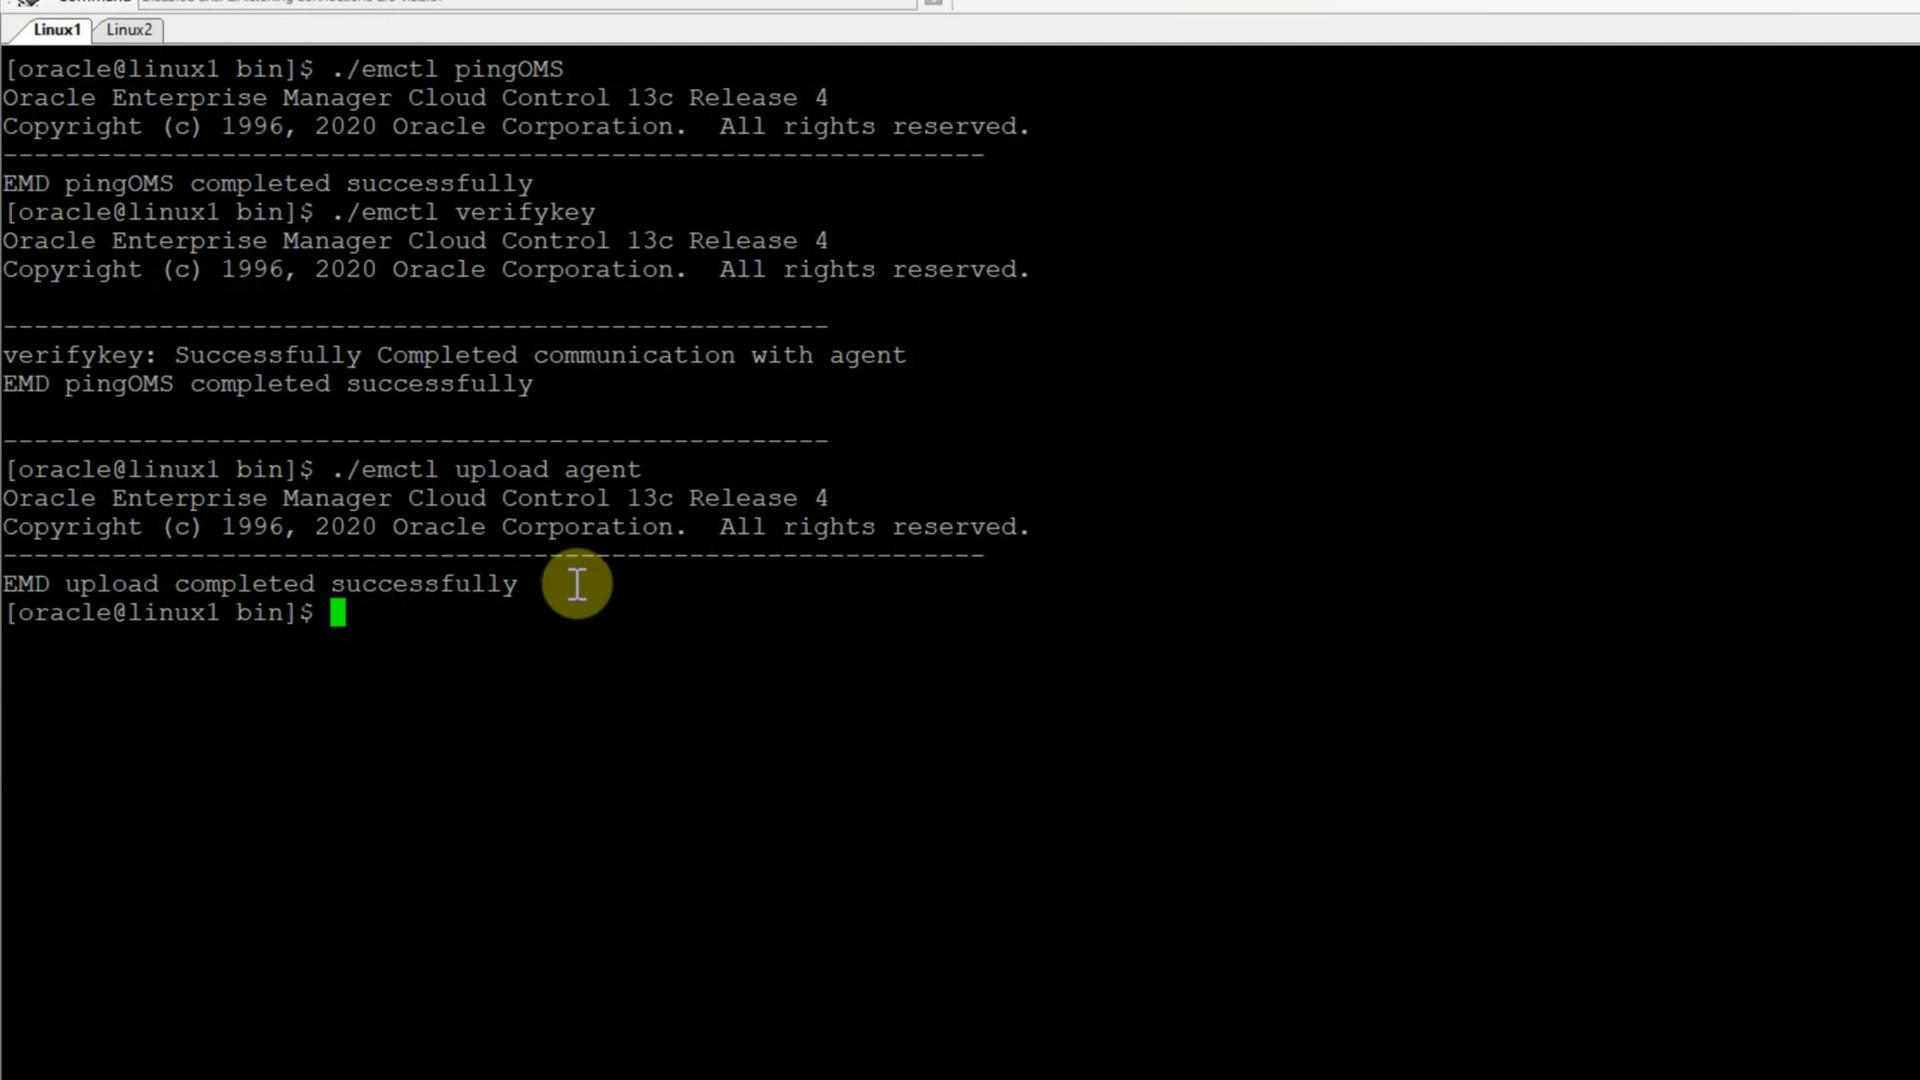 Linux1 Linux2
[oracle@linux1 bin]$ ./emctl pingOMS
Oracle Enterprise Manager Cloud Control 13c Release 4
Copyright (c) 1996, 2020 Oracle Corporation.  All rights reserved.
---------------------------------------------------------------
EMD pingOMS completed successfully
[oracle@linux1 bin]$ ./emctl verifykey
Oracle Enterprise Manager Cloud Control 13c Release 4
Copyright (c) 1996, 2020 Oracle Corporation.  All rights reserved.
-----------------------------------------------------
verifykey: Successfully Completed communication with agent
EMD pingOMS completed successfully
-----------------------------------------------------
[oracle@linux1 bin]$ ./emctl upload agent
Oracle Enterprise Manager Cloud Control 13c Release 4
Copyright (c) 1996, 2020 Oracle Corporation.  All rights reserved.
---------------------------------------------------------------
EMD upload completed successfully
[oracle@linux1 bin]$